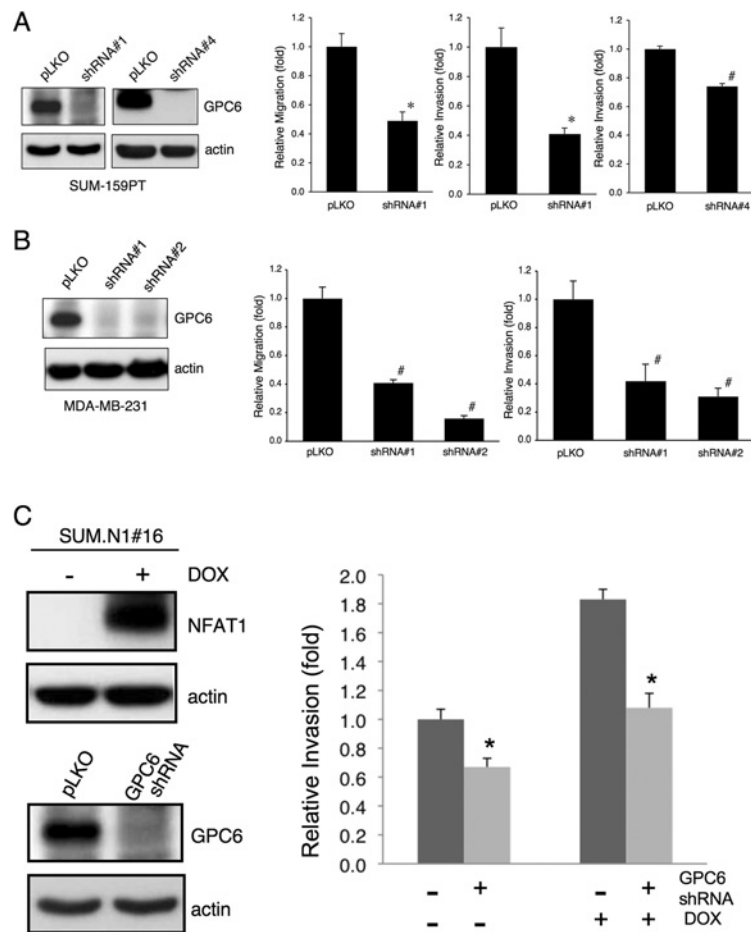 A
pLKO
shRNA#1
pLKO
shRNA#4
GPC6
actin
SUM-159PT
Relative Migration (fold)
1.2
1.0
0.8
0.6
0.4
0.2
0.0
*
pLKO
shRNA#1
Relative Invasion (fold)
1.2
1.0
0.8
0.6
0.4
0.2
0.0
*
pLKO
shRNA#1
Relative Invasion (fold)
1.2
1.0
0.8
0.6
0.4
0.2
0.0
#
pLKO
shRNA#4
B
pLKO
shRNA#1
shRNA#2
GPC6
actin
MDA-MB-231
Relative Migration (fold)
1.2
1.0
0.8
0.6
0.4
0.2
0.0
#
#
pLKO
shRNA#1
shRNA#2
Relative Invasion (fold)
1.2
1.0
0.8
0.6
0.4
0.2
0.0
#
#
pLKO
shRNA#1
shRNA#2
C
SUM.N1#16
- + DOX
NFAT1
actin
pLKO
GPC6
shRNA
GPC6
actin
Relative Invasion (fold)
2.0
1.8
1.6
1.4
1.2
1.0
0.8
0.6
0.4
0.2
0.0
*
*
- + - + GPC6
shRNA
- - + + DOX